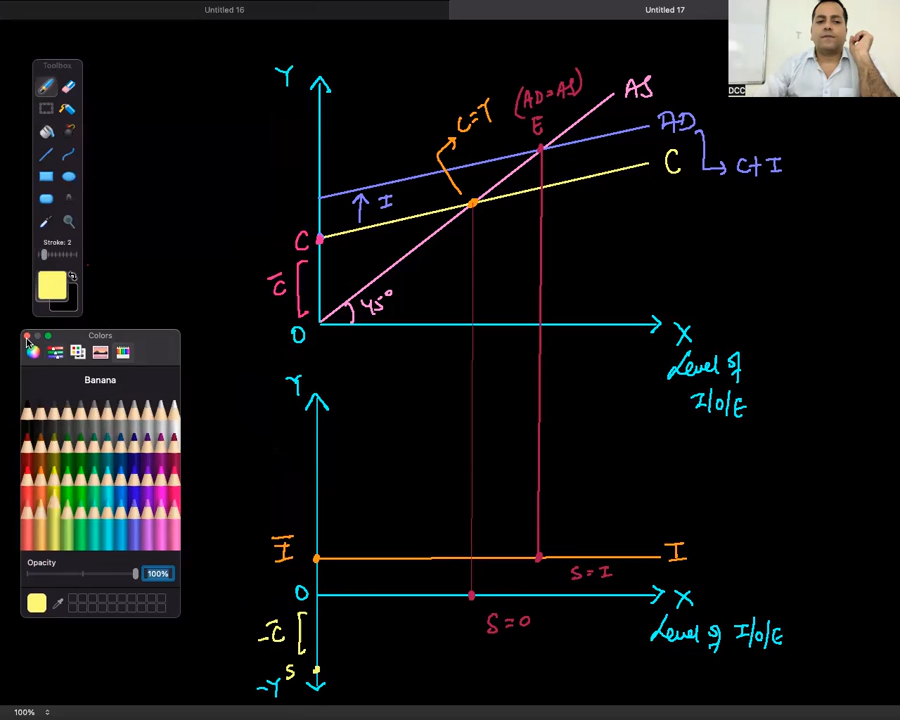 Untitled 16
Untitled 17
DCC
Toolbox
Stroke: 2
Colors
Banana
Opacity
100%
Y
(AD=AS)
E
AS
C=Y
AD
C+I
C
I
C
C̄
45°
O
X
Level of
I/O/E
Y
Ī
I
S=I
O
X
S=0
-C̄
Level of I/O/E
S
-Y
100%